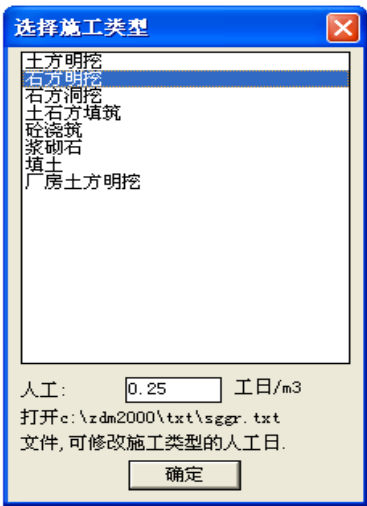 选择施工类型
土方明挖
石方明挖
石方洞挖
土石方填筑
砼浇筑
浆砌石
填土
厂房土方明挖
人工: 0.25 工日/m3
打开c:\zdm2000\txt\sggr.txt
文件,可修改施工类型的人工日.
确定